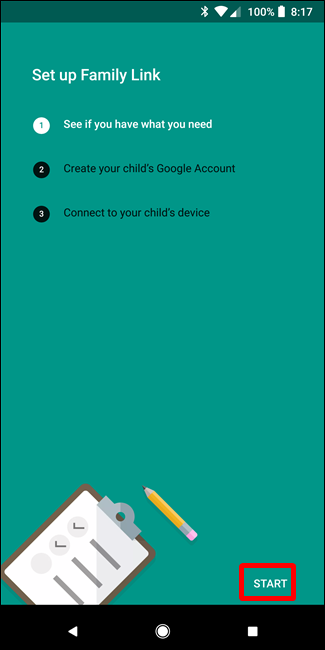 100% 8:17
Set up Family Link
1 See if you have what you need
2 Create your child's Google Account
3 Connect to your child's device
START